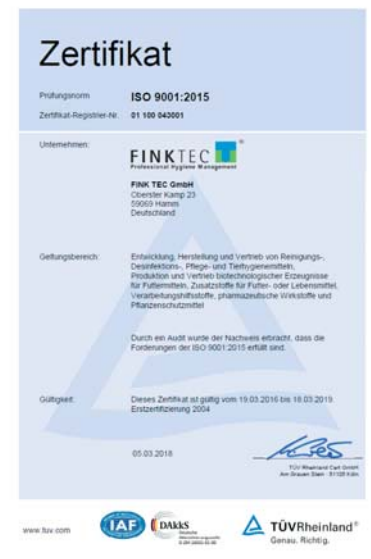 Zertifikat
Prüfungsnorm ISO 9001:2015
Zertifikat-Registrier-Nr. 01 100 043001
Unternehmen:
FINKTEC ®
Professional Hygiene Management
FINK TEC GmbH
Oberster Kamp 23
59069 Hamm
Deutschland
Geltungsbereich: Entwicklung, Herstellung und Vertrieb von Reinigungs-,
Desinfektions-, Pflege- und Tierhygienemitteln,
Produktion und Vertrieb biotechnologischer Erzeugnisse
für Futtermitteln, Zusatzstoffe für Futter- oder Lebensmittel,
Verarbeitungshilfsstoffe, pharmazeutische Wirkstoffe und
Pflanzenschutzmittel
Durch ein Audit wurde der Nachweis erbracht, dass die
Forderungen der ISO 9001:2015 erfüllt sind.
Gültigkeit: Dieses Zertifikat ist gültig vom 19.03.2016 bis 18.03.2019.
Erstzertifizierung 2004
05.03.2018
TÜV Rheinland Cert GmbH
Am Grauen Stein · 51105 Köln
www.tuv.com
IAF
DAkkS
Deutsche
Akkreditierungsstelle
TÜVRheinland®
Genau. Richtig.